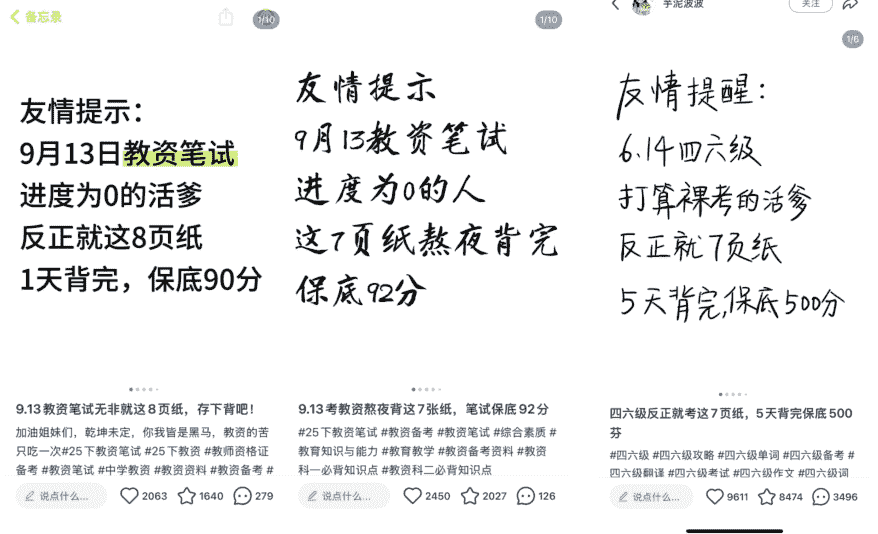 备忘录
1/10
友情提示：
9月13日教资笔试
进度为0的活爹
反正就这8页纸
1天背完，保底90分
9.13教资笔试无非就这8页纸，存下背吧！
加油姐妹们，乾坤未定，你我皆是黑马，教资的苦
只吃一次#25下教资笔试 #25下教资 #教师资格证
备考 #教资笔试 #中学教资 #教资资料 #教资备考 #
说点什么...
2063
1640
279
1/10
友情提示
9月13教资笔试
进度为0的人
这7页纸熬夜背完
保底92分
9.13考教资熬夜背这7张纸，笔试保底92分
#25下教资笔试 #教资备考 #教资笔试 #综合素质 #
教育知识与能力 #教育教学 #教资备考资料 #教资
科一必背知识点 #教资科二必背知识点
说点什么...
2450
2027
126
芋泥波波
关注
1/6
友情提醒：
6.14四六级
打算裸考的活爹
反正就7页纸
5天背完,保底500分
四六级反正就考这7页纸，5天背完保底500
芬
#四六级 #四六级攻略 #四六级单词 #四六级备考 #
四六级翻译 #四六级考试 #四六级作文 #四六级词
说点什么...
9611
8474
3496